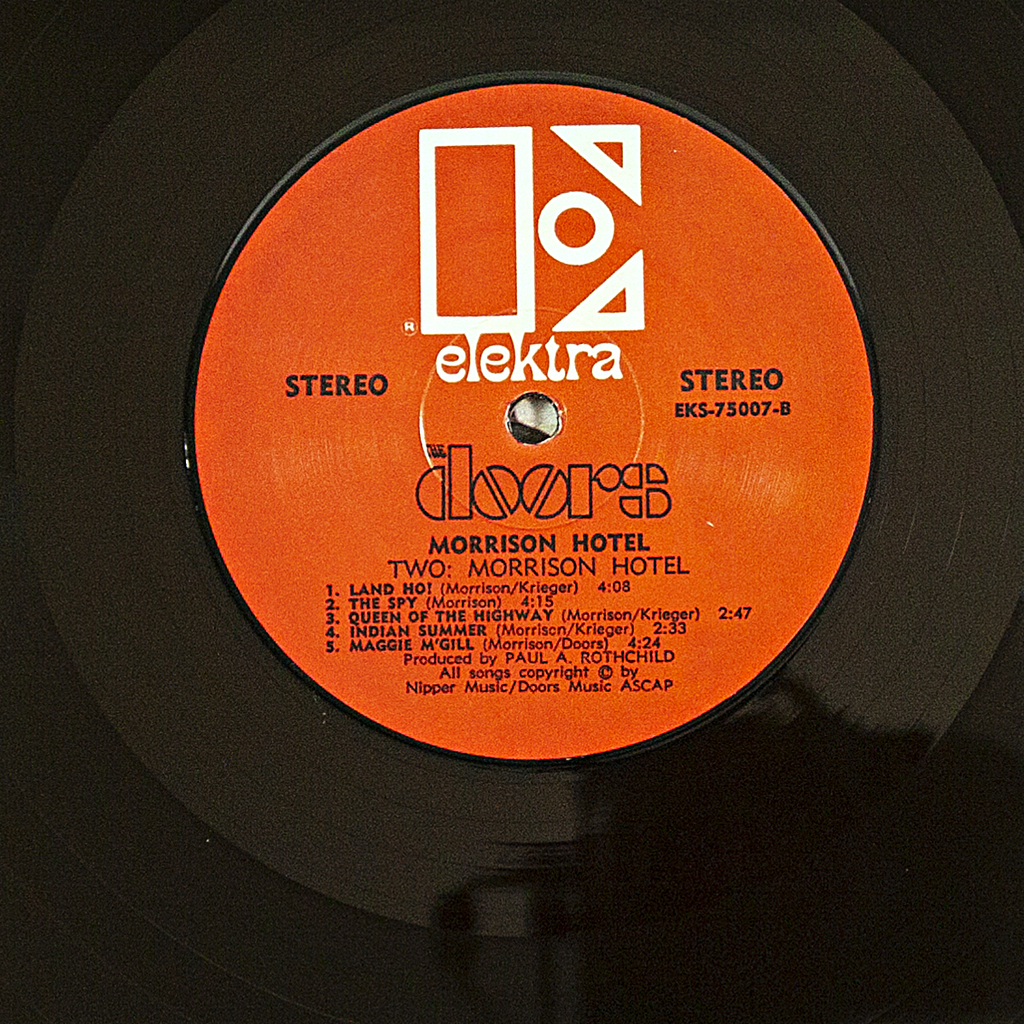 ®
elektra
STEREO
STEREO
EKS-75007-B
THE
doors
MORRISON HOTEL
TWO: MORRISON HOTEL
1. LAND HO! (Morrison/Krieger) 4:08
2. THE SPY (Morrison) 4:15
3. QUEEN OF THE HIGHWAY (Morrison/Krieger) 2:47
4. INDIAN SUMMER (Morrison/Krieger) 2:33
5. MAGGIE M'GILL (Morrison/Doors) 4:24
Produced by PAUL A. ROTHCHILD
All songs copyright © by
Nipper Music/Doors Music ASCAP